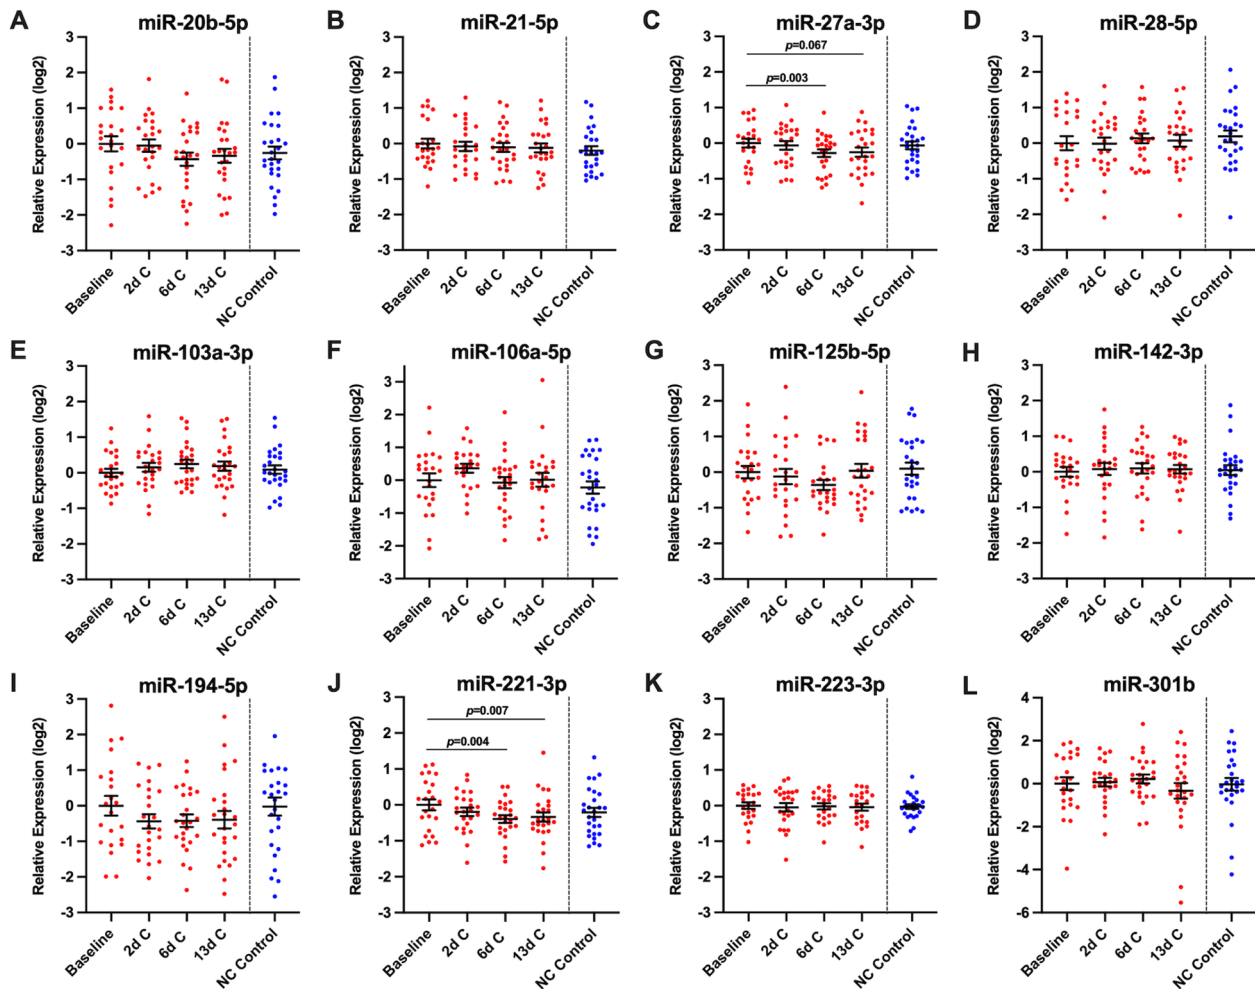 A miR-20b-5p
Relative Expression (log2)
3
2
1
0
-1
-2
-3
Baseline 2d C 6d C 13d C NC Control
B miR-21-5p
Relative Expression (log2)
3
2
1
0
-1
-2
-3
Baseline 2d C 6d C 13d C NC Control
C miR-27a-3p
Relative Expression (log2)
3
2
1
0
-1
-2
-3
p=0.067
p=0.003
Baseline 2d C 6d C 13d C NC Control
D miR-28-5p
Relative Expression (log2)
3
2
1
0
-1
-2
-3
Baseline 2d C 6d C 13d C NC Control
E miR-103a-3p
Relative Expression (log2)
3
2
1
0
-1
-2
-3
Baseline 2d C 6d C 13d C NC Control
F miR-106a-5p
Relative Expression (log2)
3
2
1
0
-1
-2
-3
Baseline 2d C 6d C 13d C NC Control
G miR-125b-5p
Relative Expression (log2)
3
2
1
0
-1
-2
-3
Baseline 2d C 6d C 13d C NC Control
H miR-142-3p
Relative Expression (log2)
3
2
1
0
-1
-2
-3
Baseline 2d C 6d C 13d C NC Control
I miR-194-5p
Relative Expression (log2)
3
2
1
0
-1
-2
-3
Baseline 2d C 6d C 13d C NC Control
J miR-221-3p
Relative Expression (log2)
3
2
1
0
-1
-2
-3
p=0.007
p=0.004
Baseline 2d C 6d C 13d C NC Control
K miR-223-3p
Relative Expression (log2)
3
2
1
0
-1
-2
-3
Baseline 2d C 6d C 13d C NC Control
L miR-301b
Relative Expression (log2)
4
2
0
-2
-4
-6
Baseline 2d C 6d C 13d C NC Control